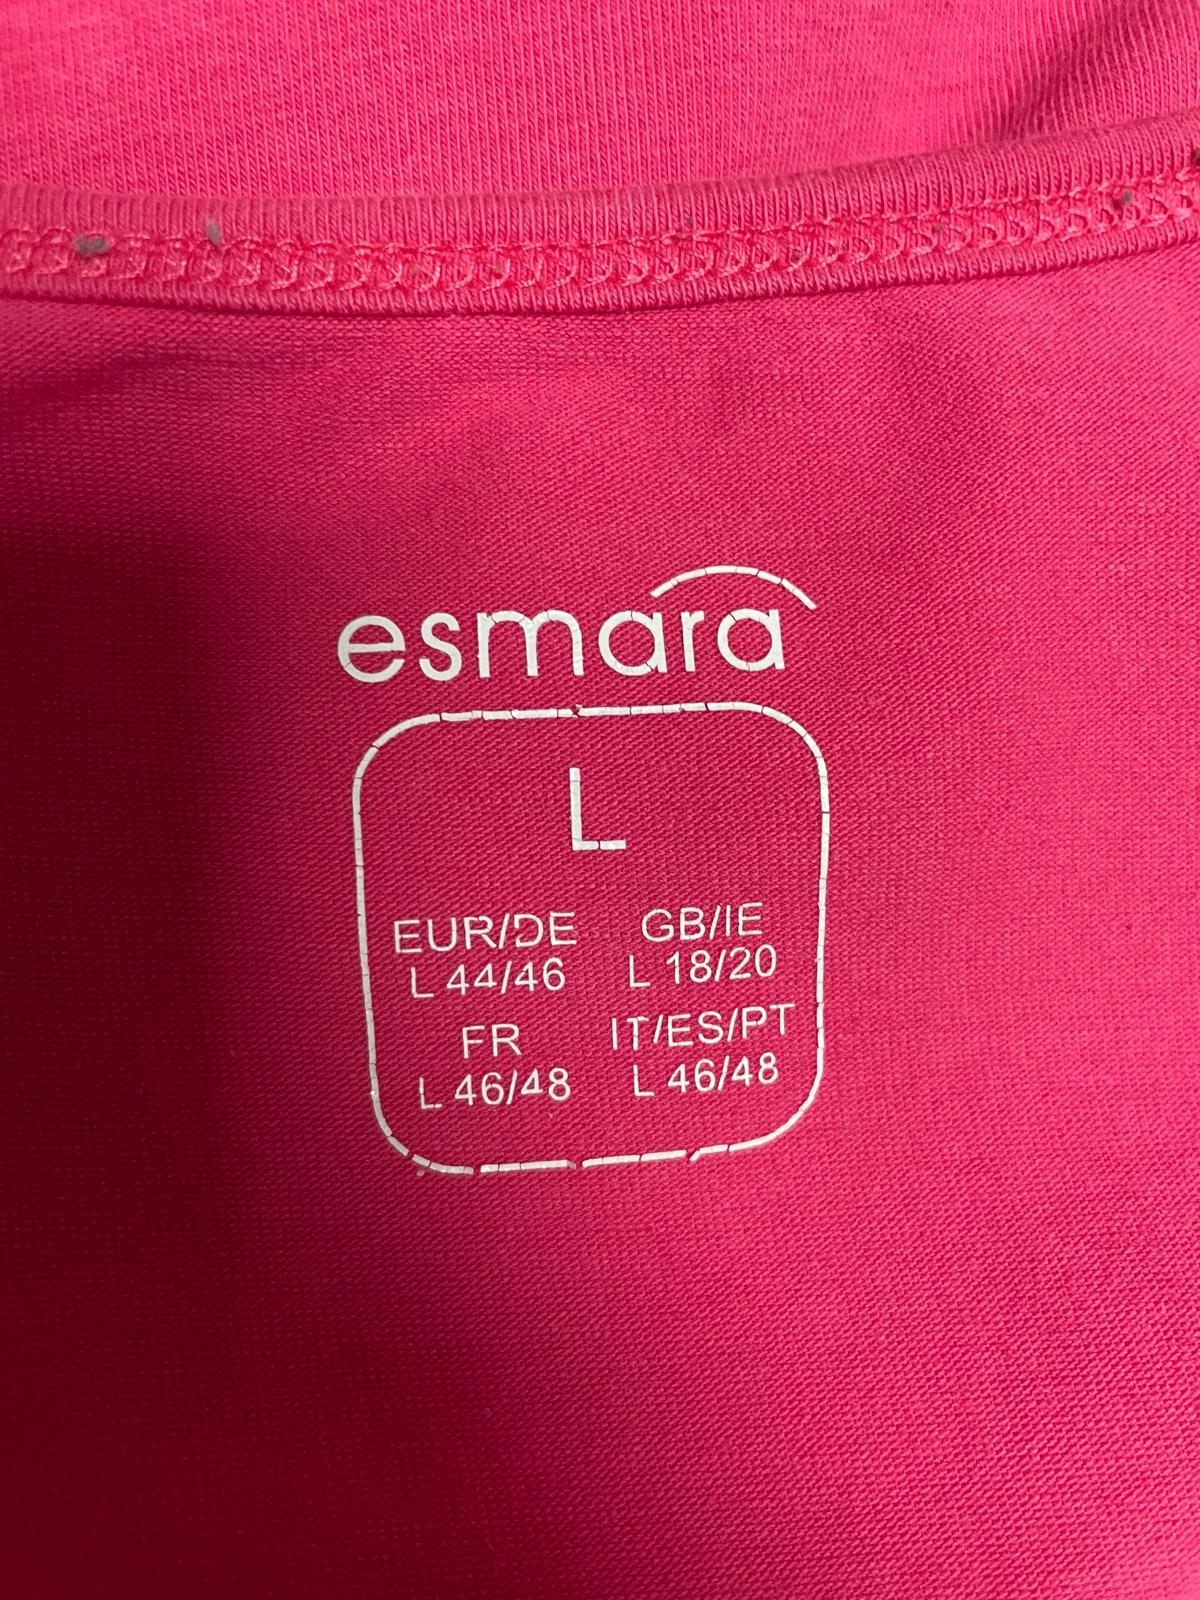 esmara
L
EUR/DE GB/IE
L 44/46 L 18/20
FR IT/ES/PT
L 46/48 L 46/48